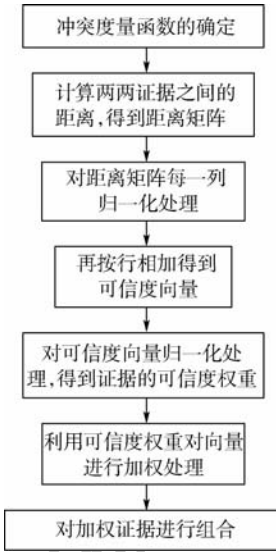 冲突度量函数的确定
计算两两证据之间的
距离,得到距离矩阵
对距离矩阵每一列
归一化处理
再按行相加得到
可信度向量
对可信度向量归一化处
理,得到证据的可信度权重
利用可信度权重对向量
进行加权处理
对加权证据进行组合